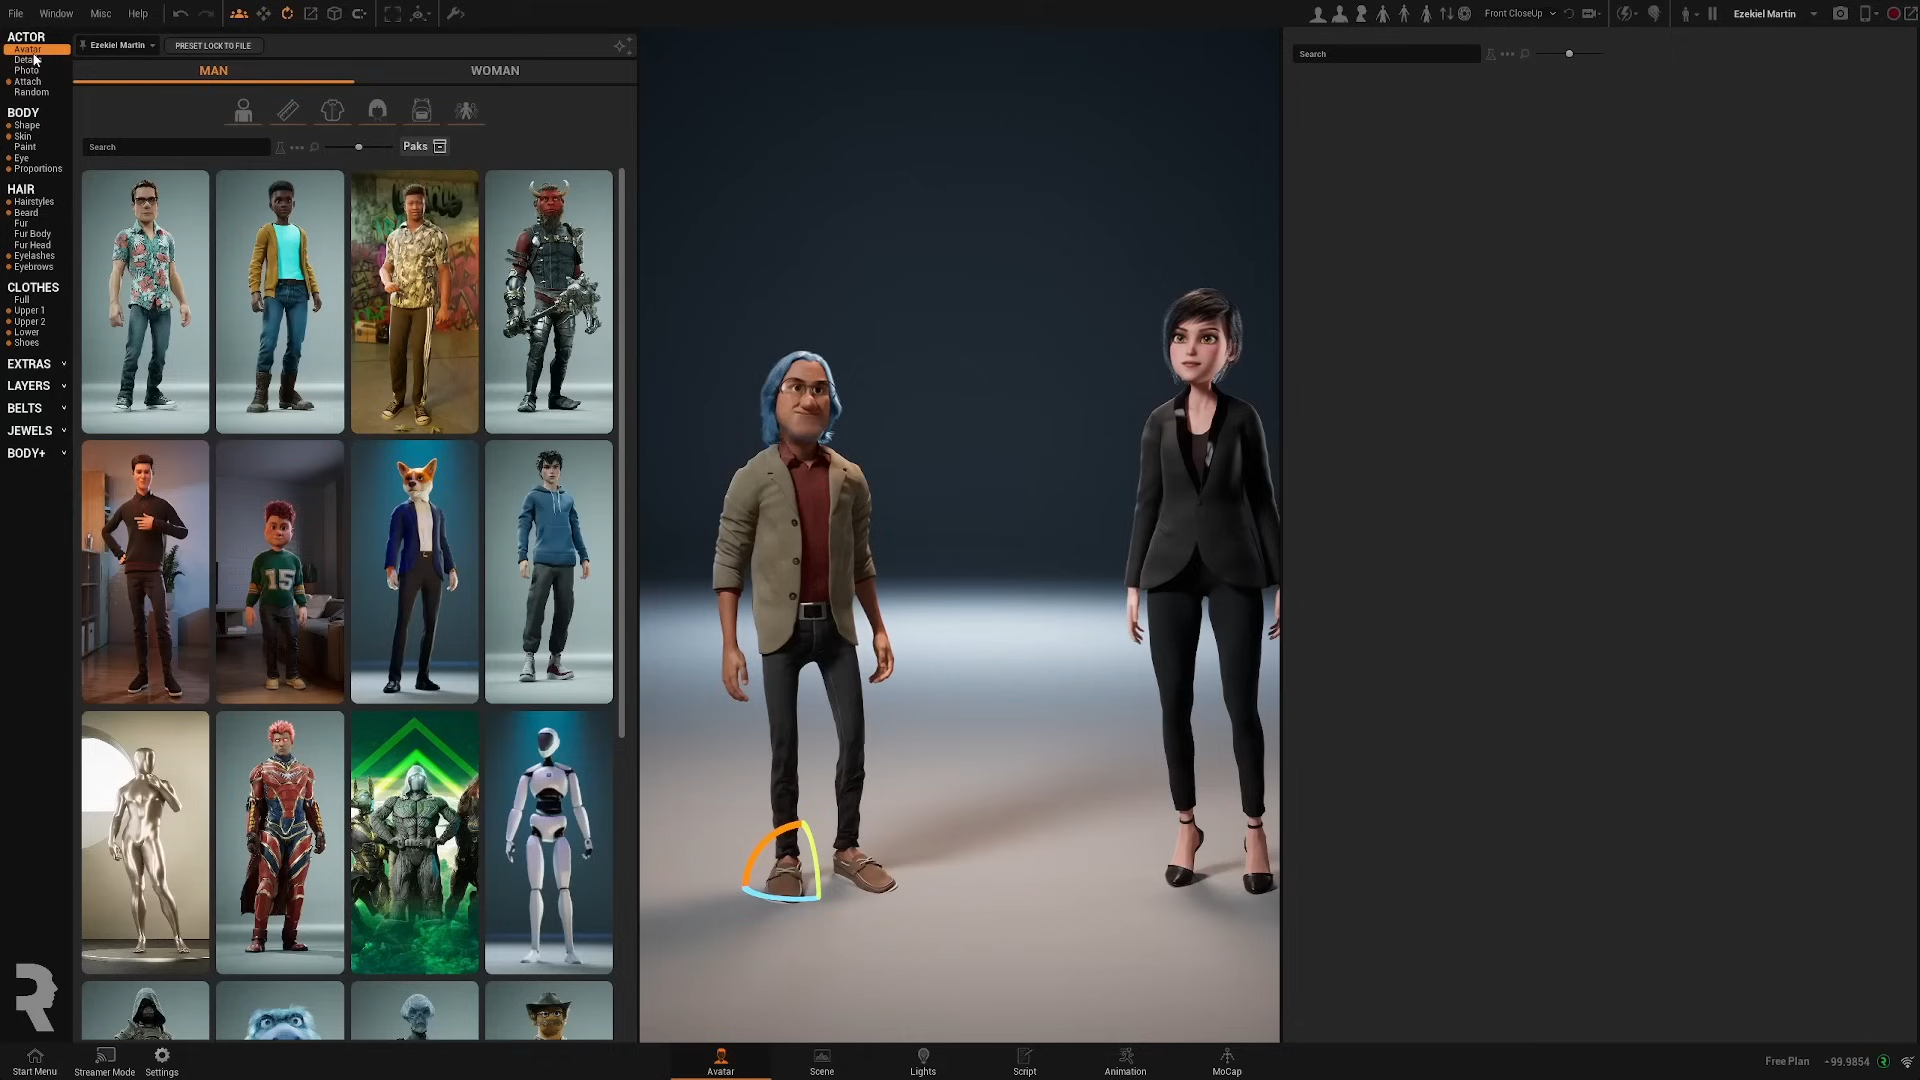 File Window Misc Help
Front CloseUp
Ezekiel Martin
ACTOR
Avatar
Photo
Attach
Random
BODY
Shape
Skin
Paint
Eye
Proportions
HAIR
Hairstyles
Beard
Fur
Fur Body
Fur Head
Eyelashes
Eyebrows
CLOTHES
Full
Upper 1
Upper 2
Lower
Shoes
EXTRAS
LAYERS
BELTS
JEWELS
BODY+
Ezekiel Martin
PRESET LOCK TO FILE
MAN WOMAN
Search
Paks
15
Search
Start Menu Streamer Mode Settings
Avatar Scene Lights Script Animation MoCap
Free Plan -99.9854